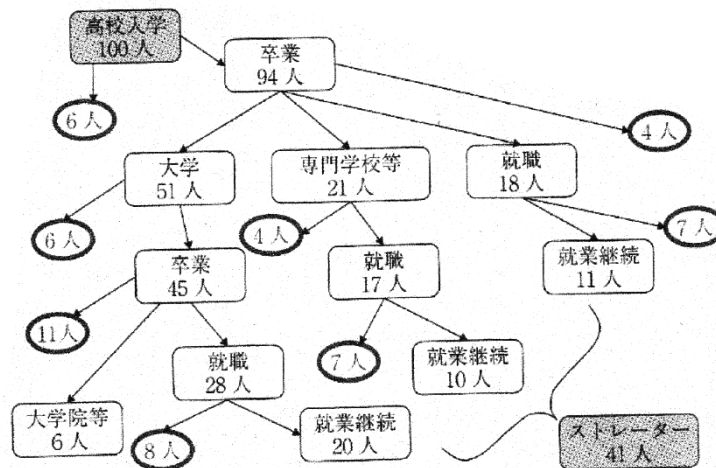 高校入学
100人
卒業
94人
6人
4人
大学
51人
専門学校等
21人
就職
18人
6人
4人
7人
卒業
45人
就職
17人
就業継続
11人
11人
7人
就職
28人
就業継続
10人
大学院等
6人
8人
就業継続
20人
ストレーター
41人